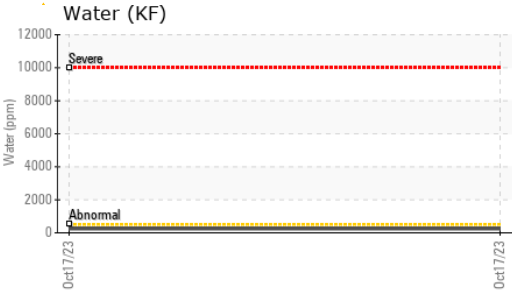 Water (KF)
12000
Severe
10000
8000
Water (ppm)
6000
4000
2000
Abnormal
0
Oct17/23
Oct17/23